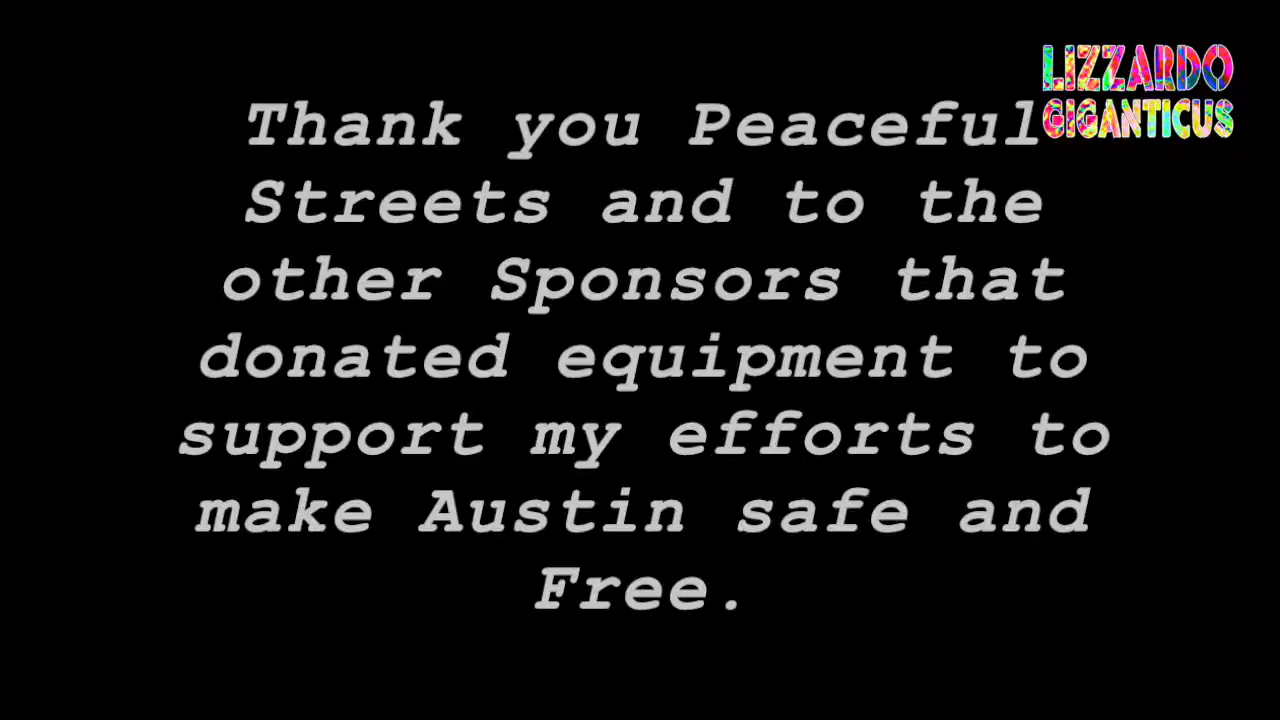 LIZZARDO
GIGANTICUS
Thank you Peaceful
Streets and to the
other Sponsors that
donated equipment to
support my efforts to
make Austin safe and
Free.